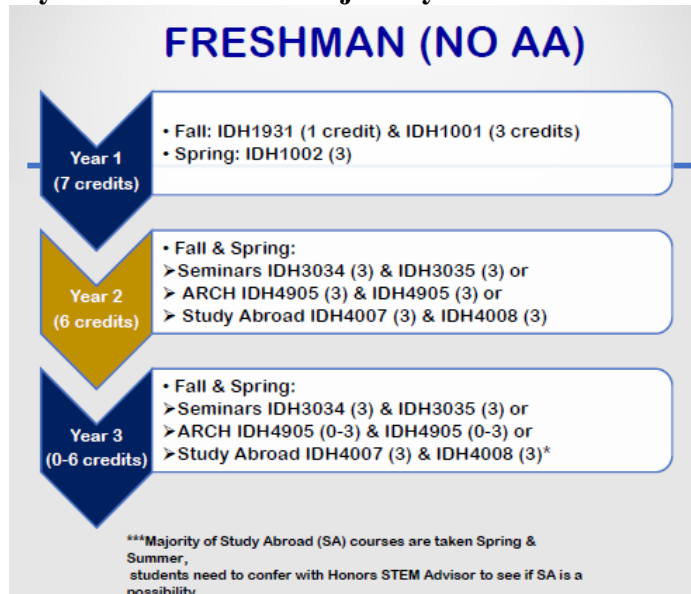 FRESHMAN (NO AA)
Year 1
(7 credits)
• Fall: IDH1931 (1 credit) & IDH1001 (3 credits)
• Spring: IDH1002 (3)
Year 2
(6 credits)
• Fall & Spring:
➢Seminars IDH3034 (3) & IDH3035 (3) or
➢ ARCH IDH4905 (3) & IDH4905 (3) or
➢ Study Abroad IDH4007 (3) & IDH4008 (3)
Year 3
(0-6 credits)
• Fall & Spring:
➢Seminars IDH3034 (3) & IDH3035 (3) or
➢ARCH IDH4905 (0-3) & IDH4905 (0-3) or
➢Study Abroad IDH4007 (3) & IDH4008 (3)*
***Majority of Study Abroad (SA) courses are taken Spring &
Summer,
students need to confer with Honors STEM Advisor to see if SA is a
possibility